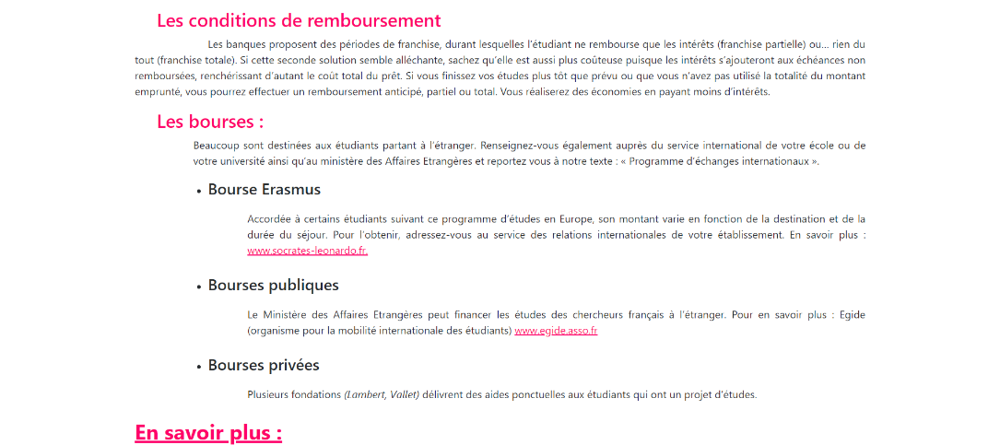 Les conditions de remboursement
Les banques proposent des périodes de franchise, durant lesquelles l'étudiant ne rembourse que les intérêts (franchise partielle) ou... rien du
tout (franchise totale). Si cette seconde solution semble alléchante, sachez qu'elle est aussi plus coûteuse puisque les intérêts s'ajouteront aux échéances non
remboursées, renchérissant d'autant le coût total du prêt. Si vous finissez vos études plus tôt que prévu ou que vous n'avez pas utilisé la totalité du montant
emprunté, vous pourrez effectuer un remboursement anticipé, partiel ou total. Vous réaliserez des économies en payant moins d'intérêts.
Les bourses :
Beaucoup sont destinées aux étudiants partant à l'étranger. Renseignez-vous également auprès du service international de votre école ou de
votre université ainsi qu'au ministère des Affaires Etrangères et reportez vous à notre texte : « Programme d'échanges internationaux ».
• Bourse Erasmus
Accordée à certains étudiants suivant ce programme d'études en Europe, son montant varie en fonction de la destination et de la
durée du séjour. Pour l'obtenir, adressez-vous au service des relations internationales de votre établissement. En savoir plus :
www.socrates-leonardo.fr.
• Bourses publiques
Le Ministère des Affaires Etrangères peut financer les études des chercheurs français à l'étranger. Pour en savoir plus : Egide
(organisme pour la mobilité internationale des étudiants) www.egide.asso.fr
• Bourses privées
Plusieurs fondations (Lambert, Vallet) délivrent des aides ponctuelles aux étudiants qui ont un projet d'études.
En savoir plus :